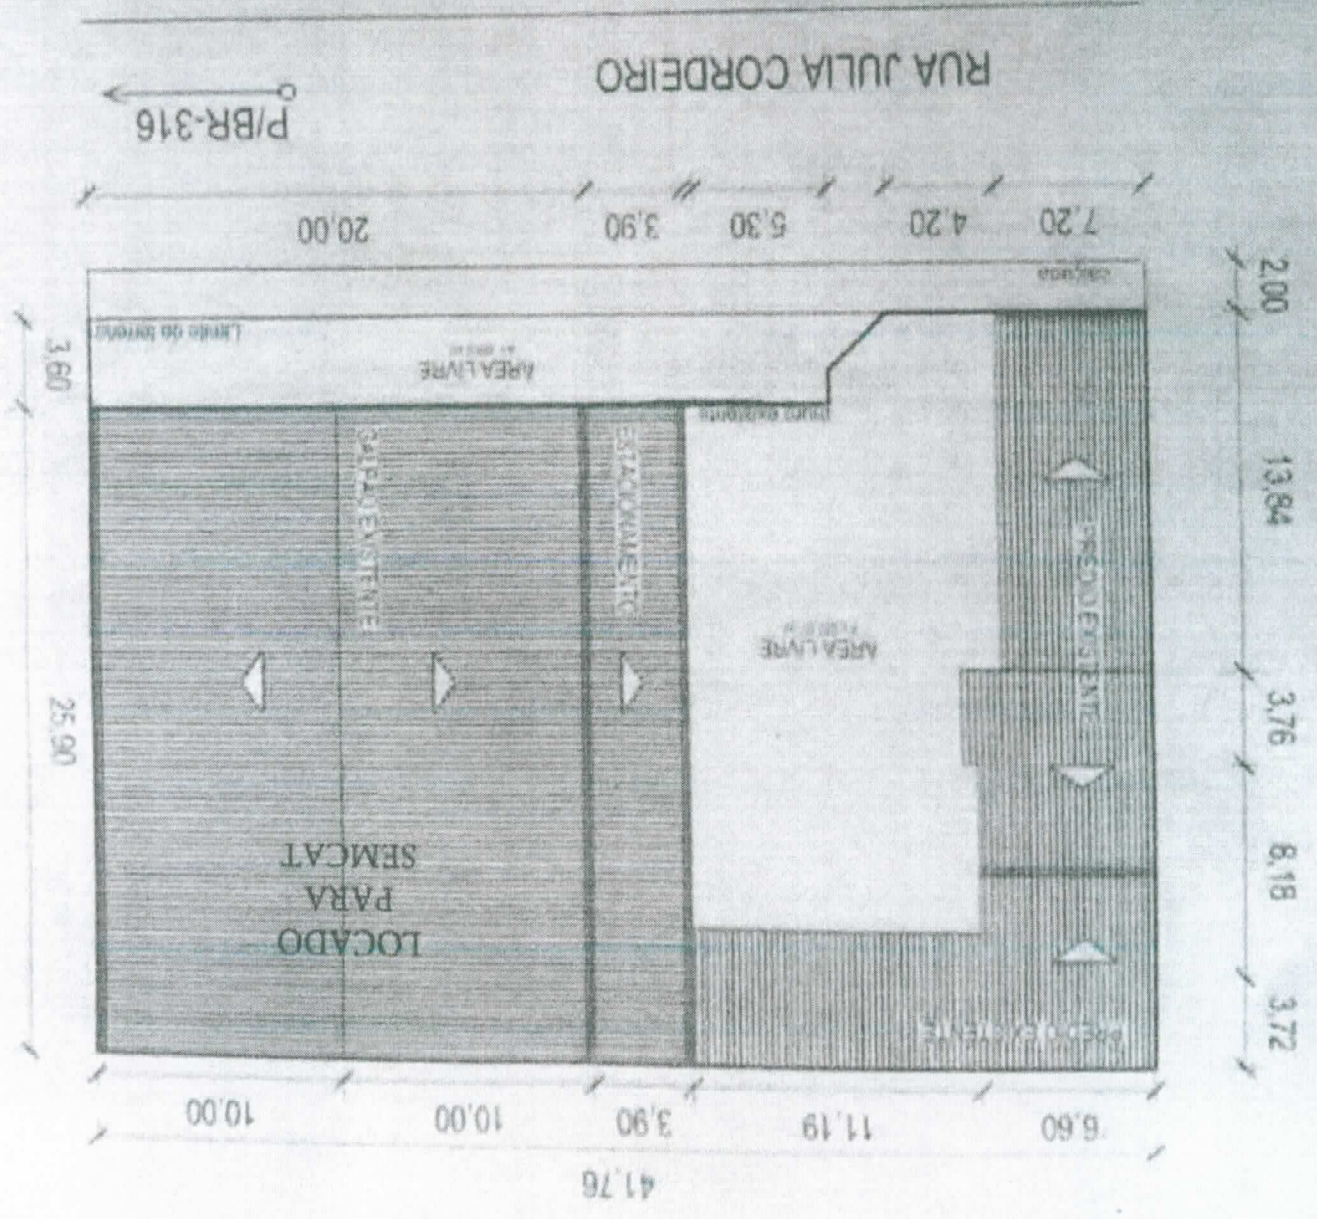 41,76
6,60 11,19 3,90 10,00 10,00
3,72
PREDIO EXISTENTE
LOCADO
PARA
SEMCAT
8,18
3,76
25,90
PREDIO EXISTENTE
ÁREA LIVRE
ESTACIONAMENTO
GALPÃO EXISTENTE
13,84
muro existente
ÁREA LIVRE
3,60
Limite do terreno
calçada
2,00
7,20 4,20 5,30 3,90 20,00
P/BR-316
RUA JULIA CORDEIRO